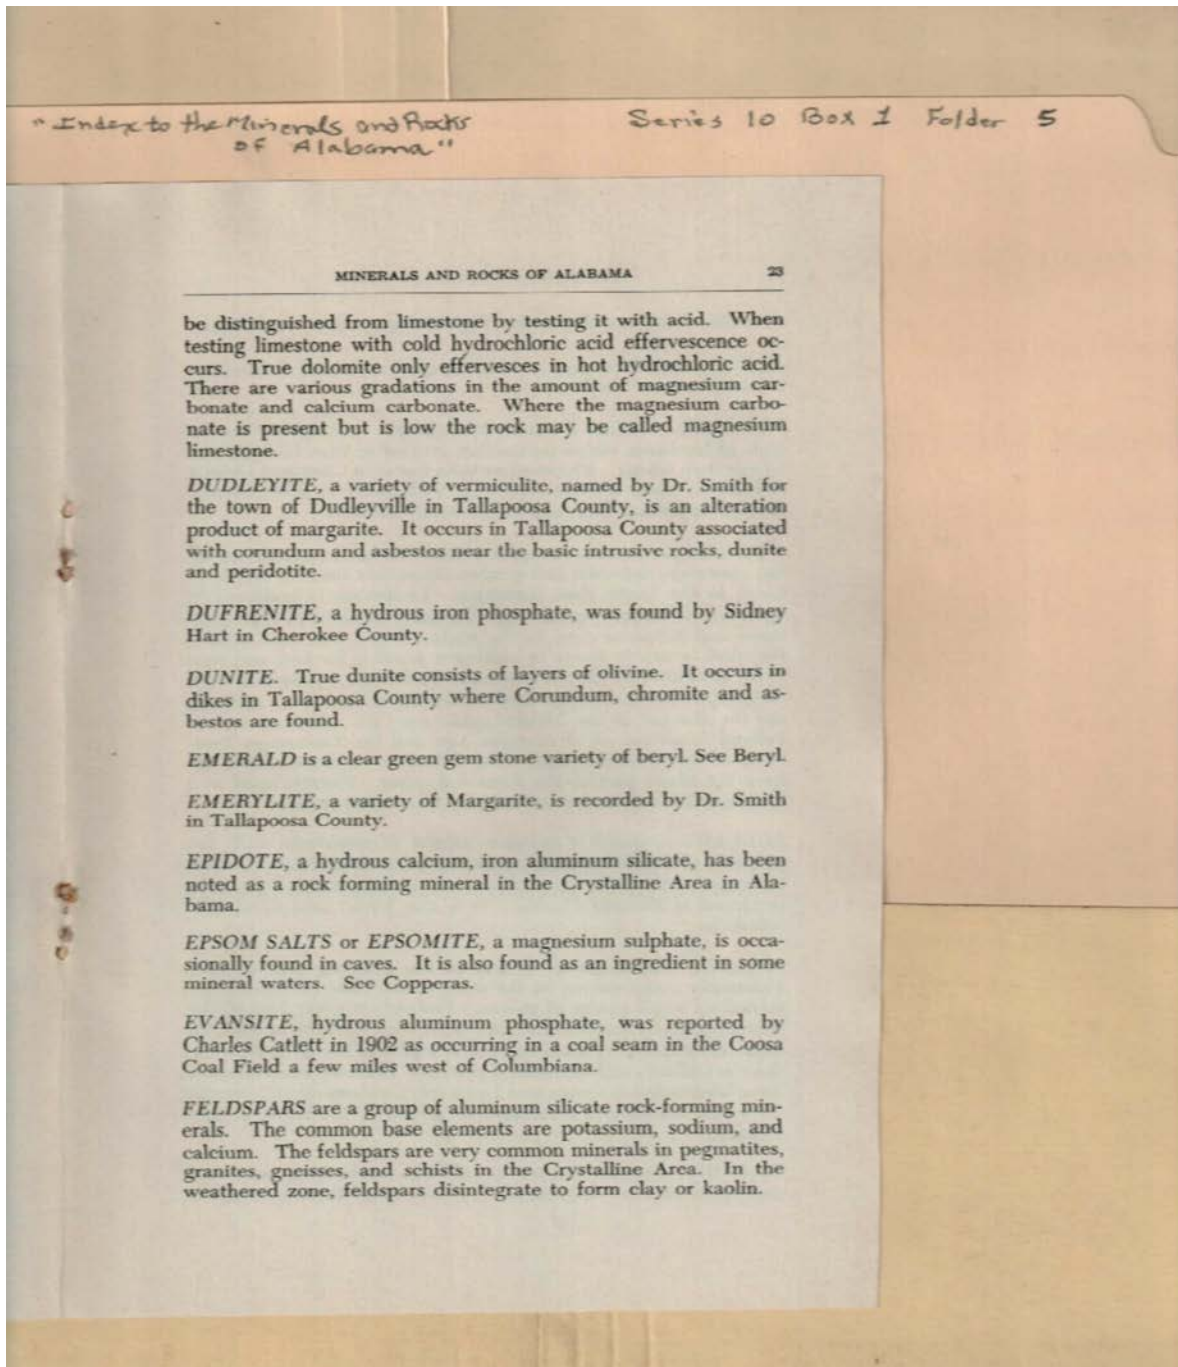 "Index to the Minerals and Rocks
of Alabama"
Series 10 Box 1 Folder 5
MINERALS AND ROCKS OF ALABAMA 23
be distinguished from limestone by testing it with acid. When
testing limestone with cold hydrochloric acid effervescence oc-
curs. True dolomite only effervesces in hot hydrochloric acid.
There are various gradations in the amount of magnesium car-
bonate and calcium carbonate. Where the magnesium carbo-
nate is present but is low the rock may be called magnesium
limestone.
DUDLEYITE, a variety of vermiculite, named by Dr. Smith for
the town of Dudleyville in Tallapoosa County, is an alteration
product of margarite. It occurs in Tallapoosa County associated
with corundum and asbestos near the basic intrusive rocks, dunite
and peridotite.
DUFRENITE, a hydrous iron phosphate, was found by Sidney
Hart in Cherokee County.
DUNITE. True dunite consists of layers of olivine. It occurs in
dikes in Tallapoosa County where Corundum, chromite and as-
bestos are found.
EMERALD is a clear green gem stone variety of beryl. See Beryl.
EMERYLITE, a variety of Margarite, is recorded by Dr. Smith
in Tallapoosa County.
EPIDOTE, a hydrous calcium, iron aluminum silicate, has been
noted as a rock forming mineral in the Crystalline Area in Ala-
bama.
EPSOM SALTS or EPSOMITE, a magnesium sulphate, is occa-
sionally found in caves. It is also found as an ingredient in some
mineral waters. See Copperas.
EVANSITE, hydrous aluminum phosphate, was reported by
Charles Catlett in 1902 as occurring in a coal seam in the Coosa
Coal Field a few miles west of Columbiana.
FELDSPARS are a group of aluminum silicate rock-forming min-
erals. The common base elements are potassium, sodium, and
calcium. The feldspars are very common minerals in pegmatites,
granites, gneisses, and schists in the Crystalline Area. In the
weathered zone, feldspars disintegrate to form clay or kaolin.